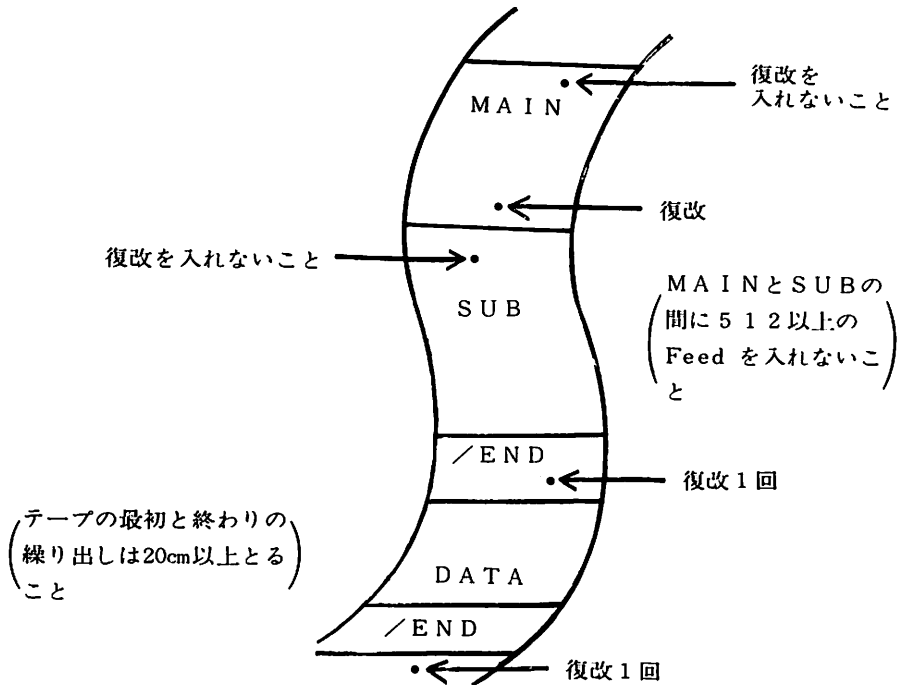 復改を
入れないこと
ＭＡＩＮ
復改
復改を入れないこと
ＳＵＢ
ＭＡＩＮとＳＵＢの
間に５１２以上の
Feed を入れないこ
と
／ＥＮＤ
復改１回
テープの最初と終わりの
繰り出しは20cm以上とる
こと
ＤＡＴＡ
／ＥＮＤ
復改１回